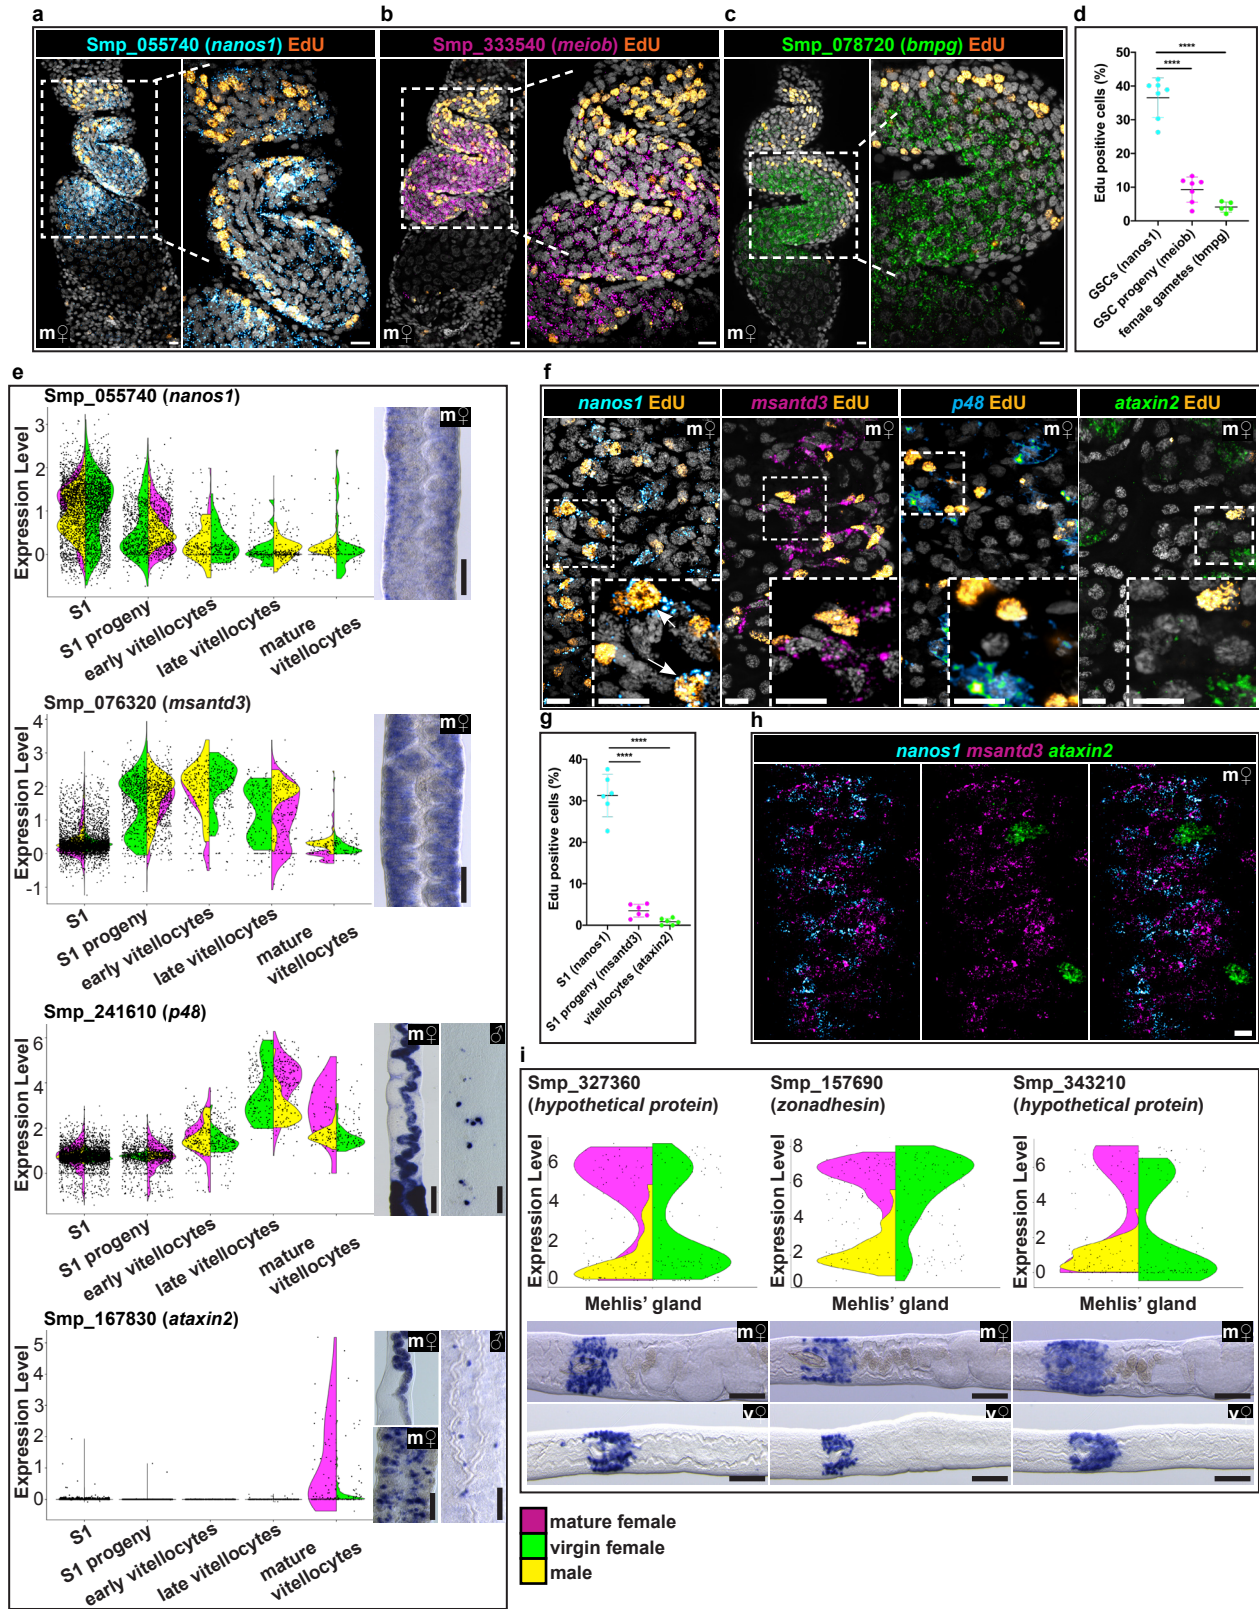 a
b
c
d
Smp_055740 (nanos1) EdU
Smp_333540 (meiob) EdU
Smp_078720 (bmpg) EdU
m♀
m♀
m♀
Edu positive cells (%)
50
40
30
20
10
0
****
****
GSCs (nanos1)
GSC progeny (meiob)
female gametes (bmpg)
e
Smp_055740 (nanos1)
Expression Level
3
2
1
0
S1
S1 progeny
early vitellocytes
late vitellocytes
mature
vitellocytes
m♀
Smp_076320 (msantd3)
Expression Level
4
3
2
1
0
-1
S1
S1 progeny
early vitellocytes
late vitellocytes
mature
vitellocytes
m♀
Smp_241610 (p48)
Expression Level
6
4
2
0
S1
S1 progeny
early vitellocytes
late vitellocytes
mature
vitellocytes
m♀
♂
Smp_167830 (ataxin2)
Expression Level
5
4
3
2
1
0
S1
S1 progeny
early vitellocytes
late vitellocytes
mature
vitellocytes
m♀
m♀
♂
f
nanos1 EdU
msantd3 EdU
p48 EdU
ataxin2 EdU
m♀
m♀
m♀
m♀
g
Edu positive cells (%)
40
30
20
10
0
****
****
S1 (nanos1)
S1 progeny (msantd3)
vitellocytes (ataxin2)
h
nanos1 msantd3 ataxin2
m♀
i
Smp_327360
(hypothetical protein)
Smp_157690
(zonadhesin)
Smp_343210
(hypothetical protein)
Expression Level
6
4
2
0
Mehlis' gland
Expression Level
8
6
4
2
0
Mehlis' gland
Expression Level
6
4
2
0
Mehlis' gland
m♀
m♀
m♀
v♀
v♀
v♀
mature female
virgin female
male